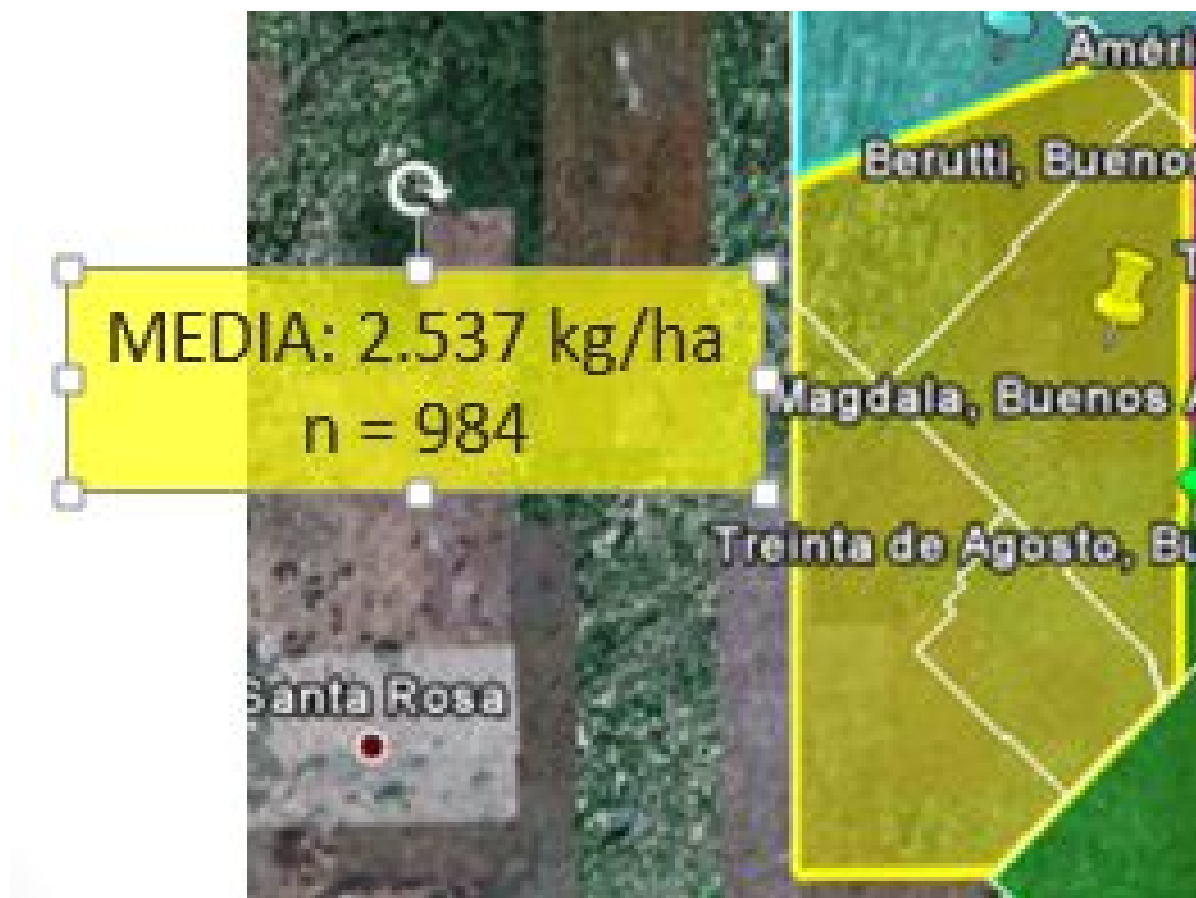 Améri
Berutti, Bueno
MEDIA: 2.537 kg/ha
n = 984
Magdala, Buenos
Treinta de Agosto, Bu
Santa Rosa